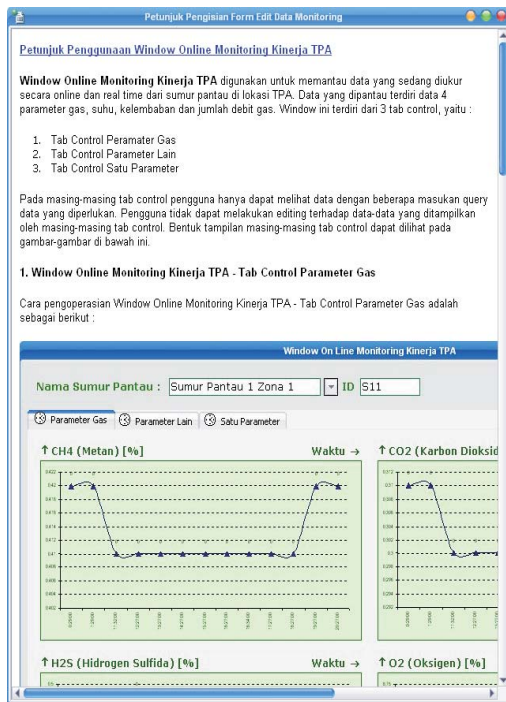 Petunjuk Pengisian Form Edit Data Monitoring
Petunjuk Penggunaan Window Online Monitoring Kinerja TPA
Window Online Monitoring Kinerja TPA digunakan untuk memantau data yang sedang diukur
secara online dan real time dari sumur pantau di lokasi TPA. Data yang dipantau terdiri data 4
parameter gas, suhu, kelembaban dan jumlah debit gas. Window ini terdiri dari 3 tab control, yaitu :
1. Tab Control Peramater Gas
2. Tab Control Parameter Lain
3. Tab Control Satu Parameter
Pada masing-masing tab control pengguna hanya dapat melihat data dengan beberapa masukan query
data yang diperlukan. Pengguna tidak dapat melakukan editing terhadap data-data yang ditampilkan
oleh masing-masing tab control. Bentuk tampilan masing-masing tab control dapat dilihat pada
gambar-gambar di bawah ini.
1. Window Online Monitoring Kinerja TPA - Tab Control Parameter Gas
Cara pengoperasian Window Online Monitoring Kinerja TPA - Tab Control Parameter Gas adalah
sebagai berikut :
Window On Line Monitoring Kinerja TPA
Nama Sumur Pantau : Sumur Pantau 1 Zona 1 ID S11
Parameter Gas Parameter Lain Satu Parameter
↑ CH4 (Metan) [%] Waktu → ↑ CO2 (Karbon Dioksid
↑ H2S (Hidrogen Sulfida) [%] Waktu → ↑ O2 (Oksigen) [%]